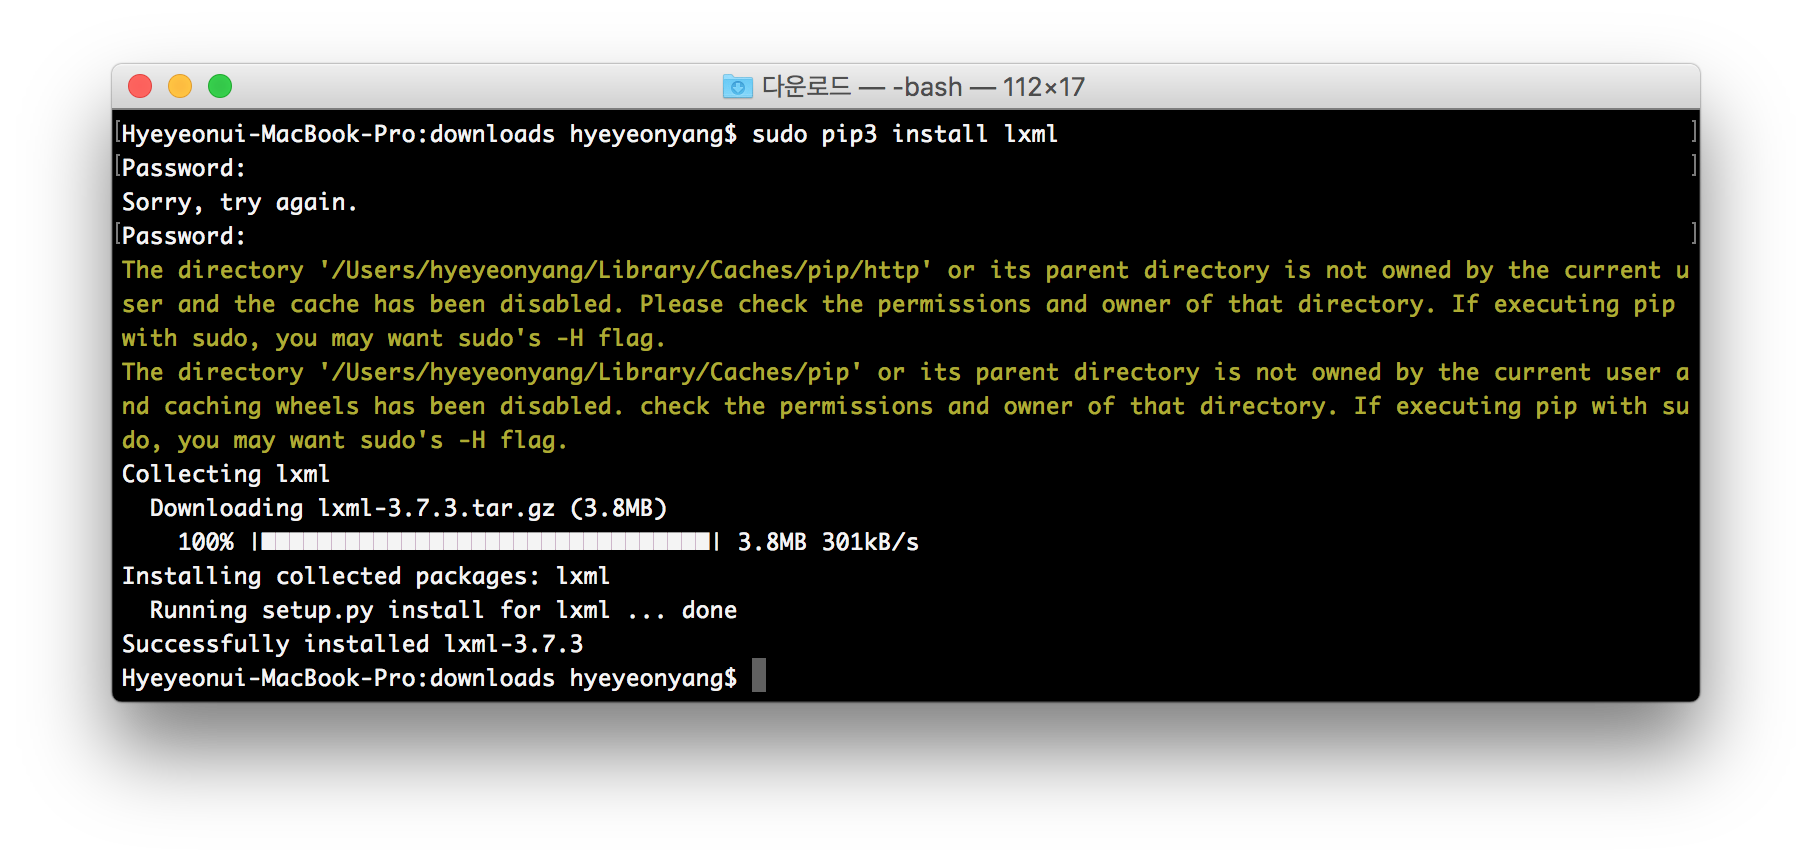 다운로드 — -bash — 112×17
Hyeyeonui-MacBook-Pro:downloads hyeyeonyang$ sudo pip3 install lxml
Password:
Sorry, try again.
Password:
The directory '/Users/hyeyeonyang/Library/Caches/pip/http' or its parent directory is not owned by the current u
ser and the cache has been disabled. Please check the permissions and owner of that directory. If executing pip
with sudo, you may want sudo's -H flag.
The directory '/Users/hyeyeonyang/Library/Caches/pip' or its parent directory is not owned by the current user a
nd caching wheels has been disabled. check the permissions and owner of that directory. If executing pip with su
do, you may want sudo's -H flag.
Collecting lxml
  Downloading lxml-3.7.3.tar.gz (3.8MB)
    100% |████████████████████████████████| 3.8MB 301kB/s
Installing collected packages: lxml
  Running setup.py install for lxml ... done
Successfully installed lxml-3.7.3
Hyeyeonui-MacBook-Pro:downloads hyeyeonyang$